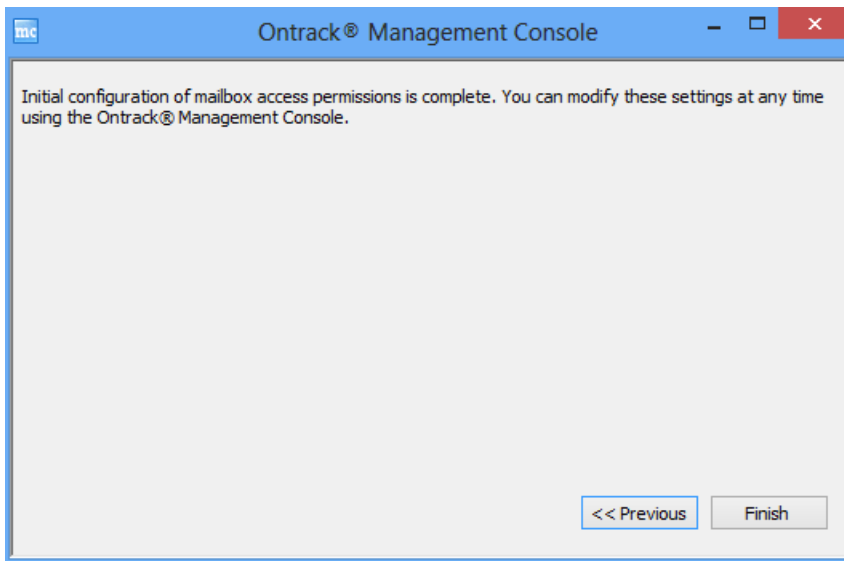 mc
Ontrack® Management Console
Initial configuration of mailbox access permissions is complete. You can modify these settings at any time
using the Ontrack® Management Console.
<< Previous
Finish